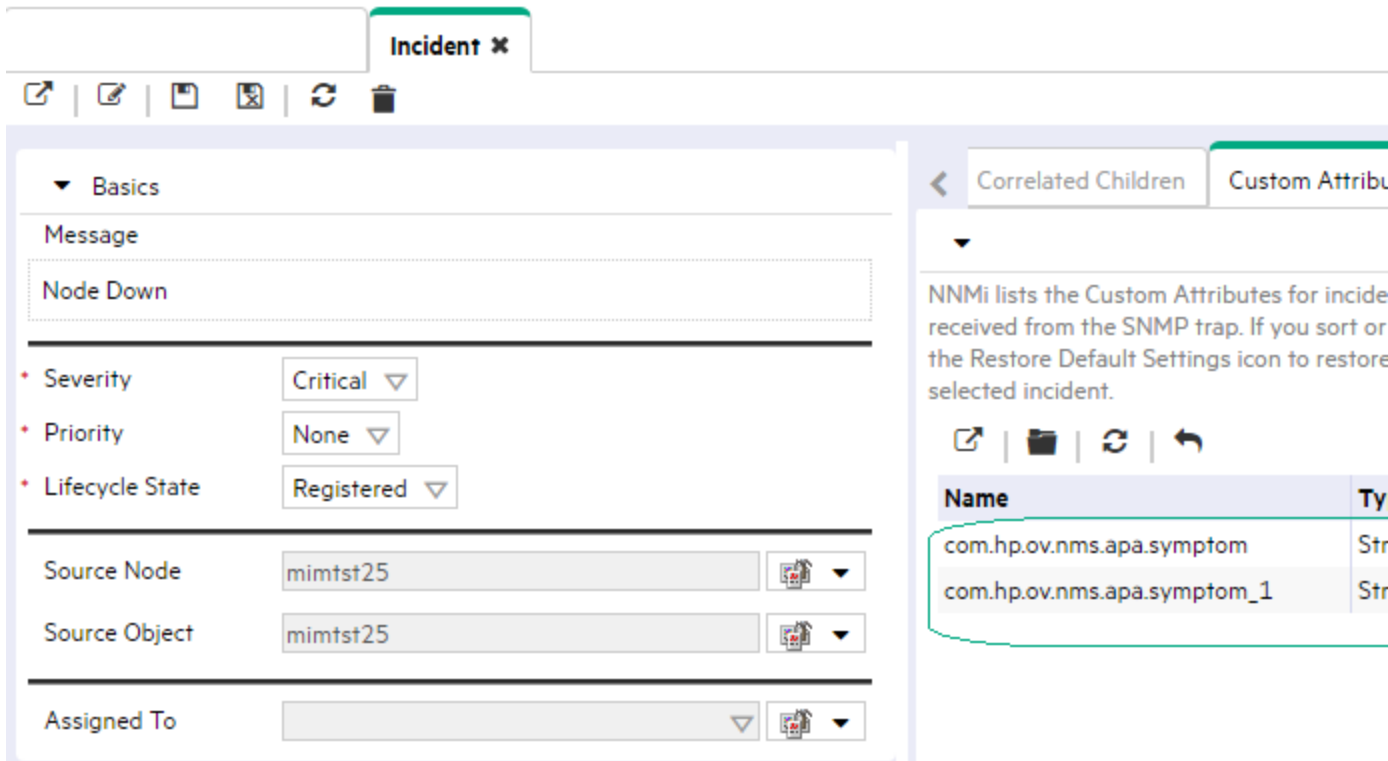 Incident ✖
Basics
Message
Node Down
* Severity Critical
* Priority None
* Lifecycle State Registered
Source Node mimtst25
Source Object mimtst25
Assigned To
Correlated Children Custom Attribu
NNMi lists the Custom Attributes for incide
received from the SNMP trap. If you sort or
the Restore Default Settings icon to restore
selected incident.
Name Ty
com.hp.ov.nms.apa.symptom Str
com.hp.ov.nms.apa.symptom_1 Str